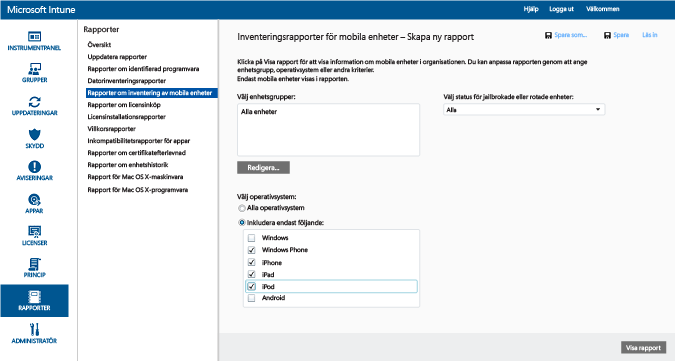 Microsoft Intune
Hjälp Logga ut Välkommen
INSTRUMENTPANEL
GRUPPER
UPPDATERINGAR
SKYDD
AVISERINGAR
APPAR
LICENSER
PRINCIP
RAPPORTER
ADMINISTRATÖR
Rapporter
Översikt
Uppdatera rapporter
Rapporter om identifierad programvara
Datorinventeringsrapporter
Rapporter om inventering av mobila enheter
Rapporter om licensinköp
Licensinstallationsrapporter
Villkorsrapporter
Inkompatibilitetsrapporter för appar
Rapporter om certifikatefterlevnad
Rapporter om enhetshistorik
Rapport för Mac OS X-maskinvara
Rapport för Mac OS X-programvara
Inventeringsrapporter för mobila enheter – Skapa ny rapport
Spara som... Spara Läs in
Klicka på Visa rapport för att visa information om mobila enheter i organisationen. Du kan anpassa rapporten genom att ange
enhetsgrupp, operativsystem eller andra kriterier.
Endast mobila enheter visas i rapporten.
Välj enhetsgrupper:
Alla enheter
Redigera...
Välj status för jailbrokade eller rotade enheter:
Alla
Välj operativsystem:
Alla operativsystem
Inkludera endast följande:
Windows
Windows Phone
iPhone
iPad
iPod
Android
Visa rapport